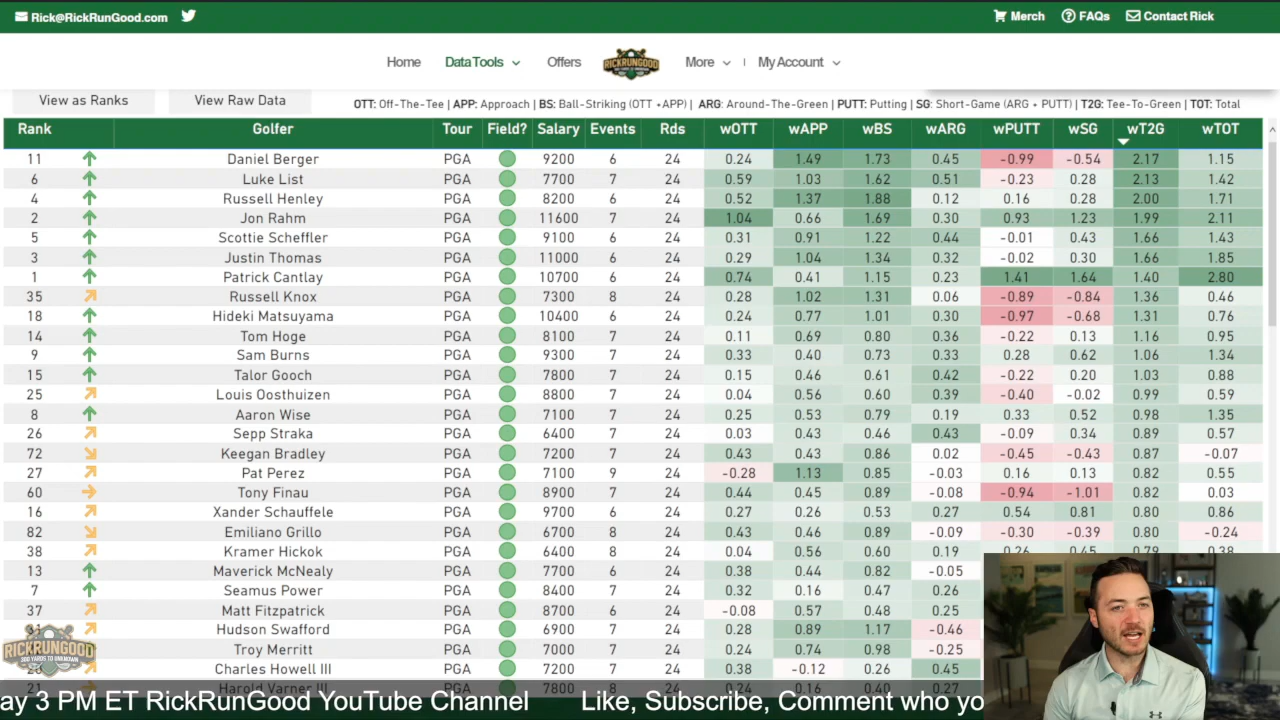 Rick@RickRunGood.com Merch FAQs Contact Rick
Home Data Tools Offers RICKRUNGOOD More | My Account
View as Ranks View Raw Data OTT: Off-The-Tee | APP: Approach | BS: Ball-Striking (OTT +APP) | ARG: Around-The-Green | PUTT: Putting | SG: Short-Game (ARG + PUTT) | T2G: Tee-To-Green | TOT: Total
Rank Golfer Tour Field? Salary Events Rds wOTT wAPP wBS wARG wPUTT wSG wT2G wTOT
11 Daniel Berger PGA 9200 6 24 0.24 1.49 1.73 0.45 -0.99 -0.54 2.17 1.15
6 Luke List PGA 7700 7 24 0.59 1.03 1.62 0.51 -0.23 0.28 2.13 1.42
4 Russell Henley PGA 8200 6 24 0.52 1.37 1.88 0.12 0.16 0.28 2.00 1.71
2 Jon Rahm PGA 11600 7 24 1.04 0.66 1.69 0.30 0.93 1.23 1.99 2.11
5 Scottie Scheffler PGA 9100 6 24 0.31 0.91 1.22 0.44 -0.01 0.43 1.66 1.43
3 Justin Thomas PGA 11000 6 24 0.29 1.04 1.34 0.32 -0.02 0.30 1.66 1.85
1 Patrick Cantlay PGA 10700 6 24 0.74 0.41 1.15 0.23 1.41 1.64 1.40 2.80
35 Russell Knox PGA 7300 8 24 0.28 1.02 1.31 0.06 -0.89 -0.84 1.36 0.46
18 Hideki Matsuyama PGA 10400 6 24 0.24 0.77 1.01 0.30 -0.97 -0.68 1.31 0.76
14 Tom Hoge PGA 8100 7 24 0.11 0.69 0.80 0.36 -0.22 0.13 1.16 0.95
9 Sam Burns PGA 9300 7 24 0.33 0.40 0.73 0.33 0.28 0.62 1.06 1.34
15 Talor Gooch PGA 7800 7 24 0.15 0.46 0.61 0.42 -0.22 0.20 1.03 0.88
25 Louis Oosthuizen PGA 8800 7 24 0.04 0.56 0.60 0.39 -0.40 -0.02 0.99 0.59
8 Aaron Wise PGA 7100 7 24 0.25 0.53 0.79 0.19 0.33 0.52 0.98 1.35
26 Sepp Straka PGA 6400 7 24 0.03 0.43 0.46 0.43 -0.09 0.34 0.89 0.57
72 Keegan Bradley PGA 7200 7 24 0.43 0.43 0.86 0.02 -0.45 -0.43 0.87 -0.07
27 Pat Perez PGA 7100 9 24 -0.28 1.13 0.85 -0.03 0.16 0.13 0.82 0.55
60 Tony Finau PGA 8900 7 24 0.44 0.45 0.89 -0.08 -0.94 -1.01 0.82 0.03
16 Xander Schauffele PGA 9700 6 24 0.27 0.26 0.53 0.27 0.54 0.81 0.80 0.86
82 Emiliano Grillo PGA 6700 8 24 0.43 0.46 0.89 -0.09 -0.30 -0.39 0.80 -0.24
38 Kramer Hickok PGA 6400 8 24 0.04 0.56 0.60 0.19 0.26 0.45 0.79 0.38
13 Maverick McNealy PGA 7700 6 24 0.38 0.44 0.82 -0.05
7 Seamus Power PGA 8400 7 24 0.32 0.16 0.47 0.26
37 Matt Fitzpatrick PGA 8700 6 24 -0.08 0.57 0.48 0.25
Hudson Swafford PGA 6900 7 24 0.28 0.89 1.17 -0.46
Troy Merritt PGA 7000 7 24 0.24 0.74 0.98 -0.25
Charles Howell III PGA 7200 7 24 0.38 -0.12 0.26 0.45
21 Harold Varner III PGA 7800 8 24 0.24 0.16 0.40 0.27
RICKRUNGOOD
300 YARDS TO UNKNOWN
ay 3 PM ET RickRunGood YouTube Channel Like, Subscribe, Comment who yo